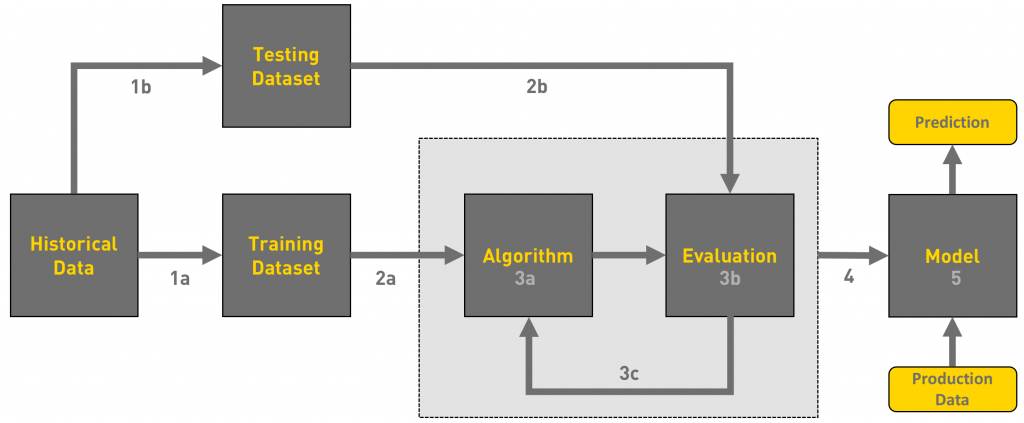 Testing
Dataset
1b
2b
Prediction
Historical
Data
1a
Training
Dataset
2a
Algorithm
3a
Evaluation
3b
4
Model
5
3c
Production
Data